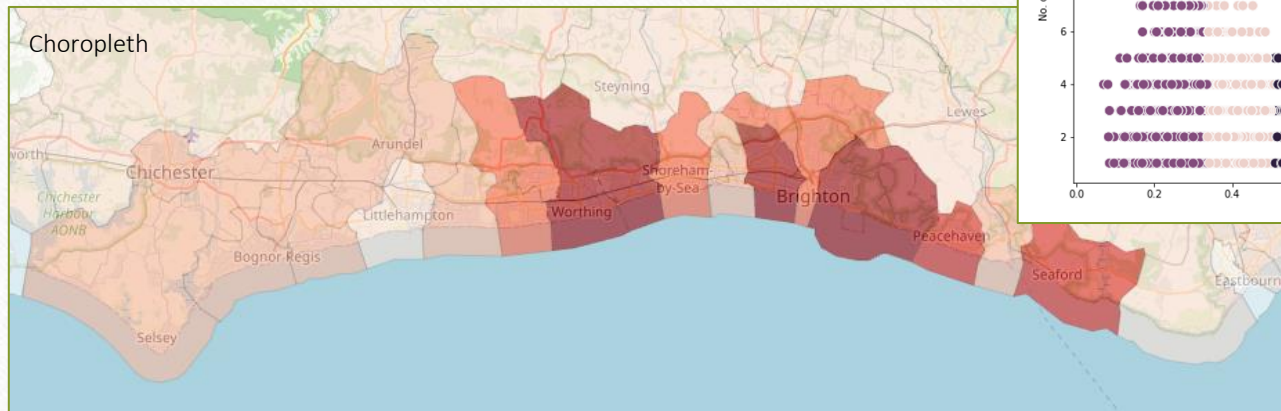 Choropleth
Steyning
Lewes
Arundel
Chichester
Shoreham-
by-Sea
Chichester
Harbour
AONB
Littlehampton
Worthing
Brighton
Peacehaven
Bognor Regis
Seaford
Selsey
No.
6
4
2
0.0
0.2
0.4